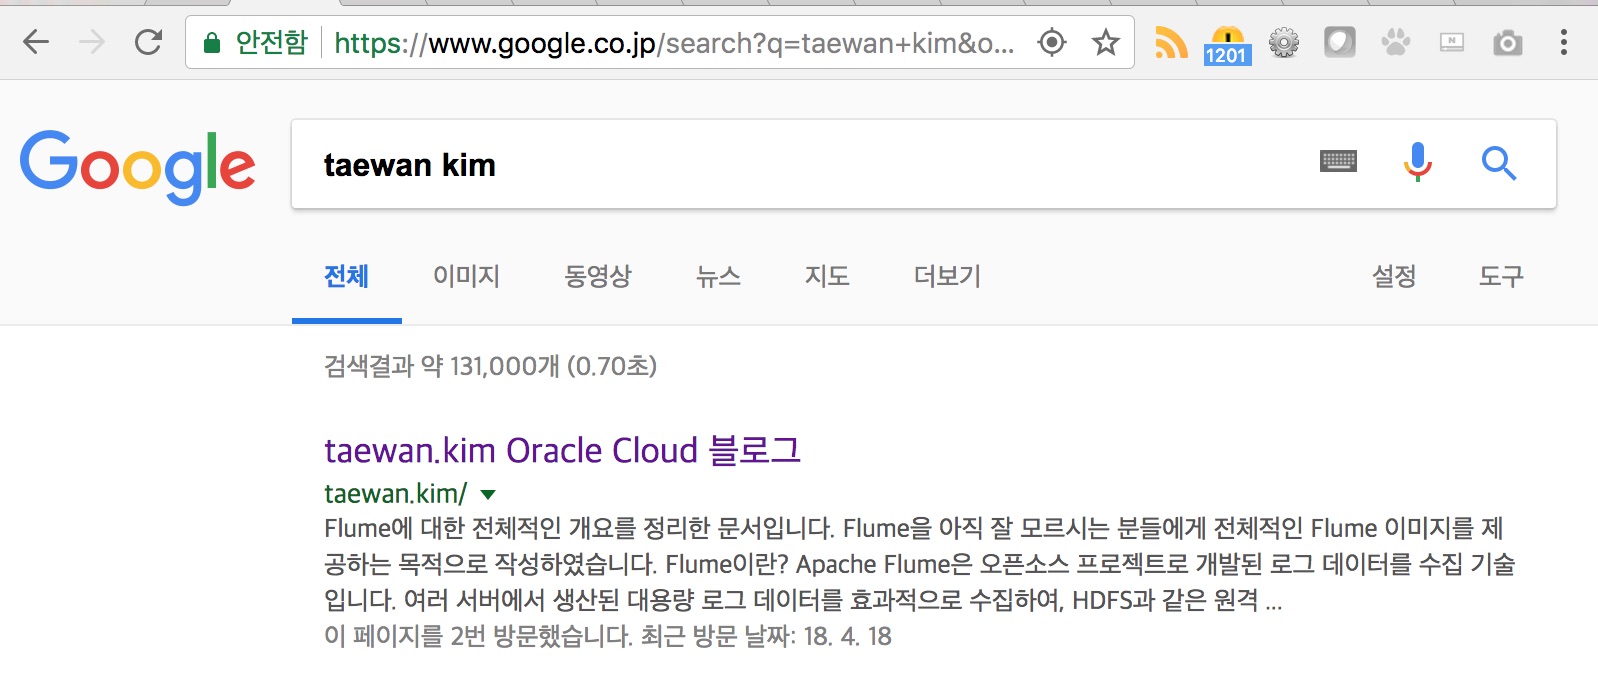 안전함 https://www.google.co.jp/search?q=taewan+kim&o...
1201
N
Google
taewan kim
전체 이미지 동영상 뉴스 지도 더보기 설정 도구
검색결과 약 131,000개 (0.70초)
taewan.kim Oracle Cloud 블로그
taewan.kim/
Flume에 대한 전체적인 개요를 정리한 문서입니다. Flume을 아직 잘 모르시는 분들에게 전체적인 Flume 이미지를 제
공하는 목적으로 작성하였습니다. Flume이란? Apache Flume은 오픈소스 프로젝트로 개발된 로그 데이터를 수집 기술
입니다. 여러 서버에서 생산된 대용량 로그 데이터를 효과적으로 수집하여, HDFS과 같은 원격 ...
이 페이지를 2번 방문했습니다. 최근 방문 날짜: 18. 4. 18